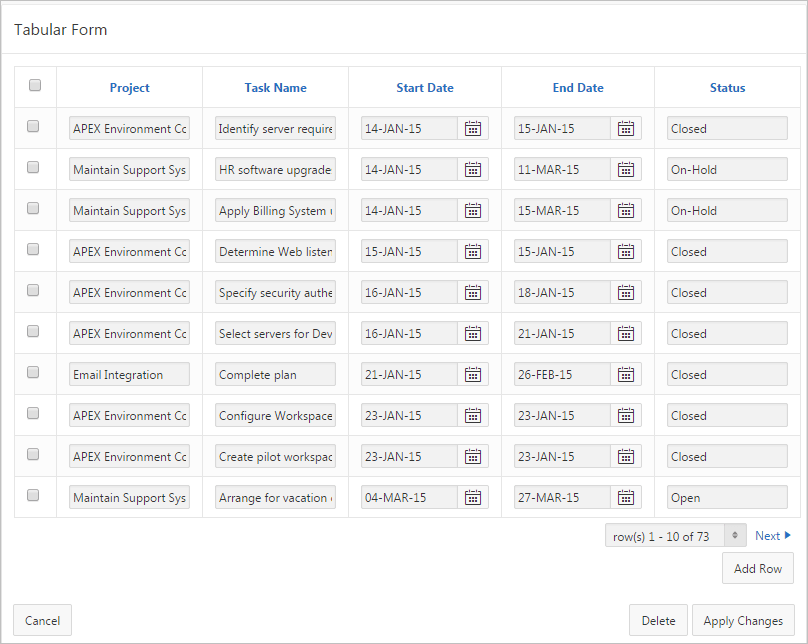 Tabular Form
Project Task Name Start Date End Date Status
APEX Environment Co Identify server require 14-JAN-15 15-JAN-15 Closed
Maintain Support Sys HR software upgrade 14-JAN-15 11-MAR-15 On-Hold
Maintain Support Sys Apply Billing System 14-JAN-15 15-MAR-15 On-Hold
APEX Environment Co Determine Web listen 15-JAN-15 15-JAN-15 Closed
APEX Environment Co Specify security authe 16-JAN-15 18-JAN-15 Closed
APEX Environment Co Select servers for Dev 16-JAN-15 21-JAN-15 Closed
Email Integration Complete plan 21-JAN-15 26-FEB-15 Closed
APEX Environment Co Configure Workspace 23-JAN-15 23-JAN-15 Closed
APEX Environment Co Create pilot workspac 23-JAN-15 23-JAN-15 Closed
Maintain Support Sys Arrange for vacation 04-MAR-15 27-MAR-15 Open
row(s) 1 - 10 of 73 Next
Add Row
Cancel Delete Apply Changes